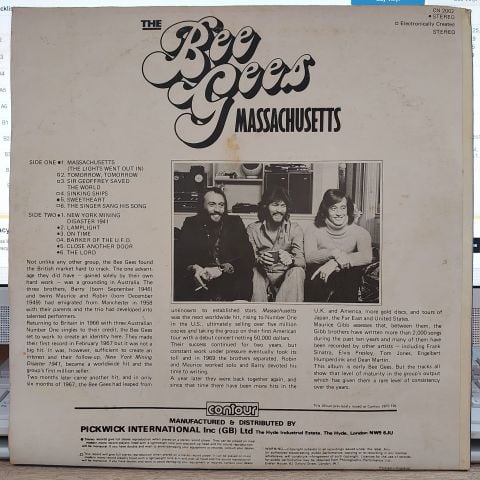 CN 2002
● STEREO
□ Electronically Created
STEREO
THE
Bee
Gees
MASSACHUSETTS
SIDE ONE ●1. MASSACHUSETTS
(THE LIGHTS WENT OUT IN)
□2. TOMORROW, TOMORROW
□3. SIR GEOFFREY SAVED
THE WORLD
□4. SINKING SHIPS
●5. SWEETHEART
□6. THE SINGER SANG HIS SONG
SIDE TWO ●1. NEW YORK MINING
DISASTER 1941
●2. LAMPLIGHT
●3. ON TIME
□4. BARKER OF THE U.F.O.
●5. CLOSE ANOTHER DOOR
●6. THE LORD
Not unlike any other group, the Bee Gees found
the British market hard to crack. The one advan-
tage they did have — gained solely by their own
hard work — was a grounding in Australia. The
three brothers, Barry (born September 1946)
and twins Maurice and Robin (born December
1949) had emigrated from Manchester in 1958
with their parents and the trio had developed into
talented performers.
Returning to Britain in 1966 with three Australian
Number One singles to their credit, the Bee Gees
set to work to create an identity here. They made
their first record in February 1967 but it was not a
big hit. It was, however, sufficient to create an
interest and their follow-up, New York Mining
Disaster 1941, became a worldwide hit and the
group's first million seller.
Two months later came another hit, and in only
six months of 1967, the Bee Gees had leaped from
unknowns to established stars. Massachusetts
was the next worldwide hit, rising to Number One
in the U.S., ultimately selling over five million
copies and taking the group on their first American
tour with a debut concert netting 50,000 dollars.
Their success continued for two years, but
constant work under pressure eventually took its
toll and in 1969 the brothers separated. Robin
and Maurice worked solo and Barry devoted his
time to writing.
A year later they were back together again, and
since that time there have been more hits in the
U.K. and America, more gold discs, and tours of
Japan, the Far East and the United States.
Maurice Gibb assesses that, between them, the
Gibb brothers have written more than 2,000 songs
during the past ten years and many of them have
been recorded by other artists — including Frank
Sinatra, Elvis Presley, Tom Jones, Engelbert
Humperdinck and Dean Martin.
This album is early Bee Gees. But the tracks all
show that level of maturity in the group's output
which has given them a rare level of consistency
over the years.
contour
MANUFACTURED & DISTRIBUTED BY
PICKWICK INTERNATIONAL Inc (GB) Ltd The Hyde Industrial Estate, The Hyde, London NW9 6JU